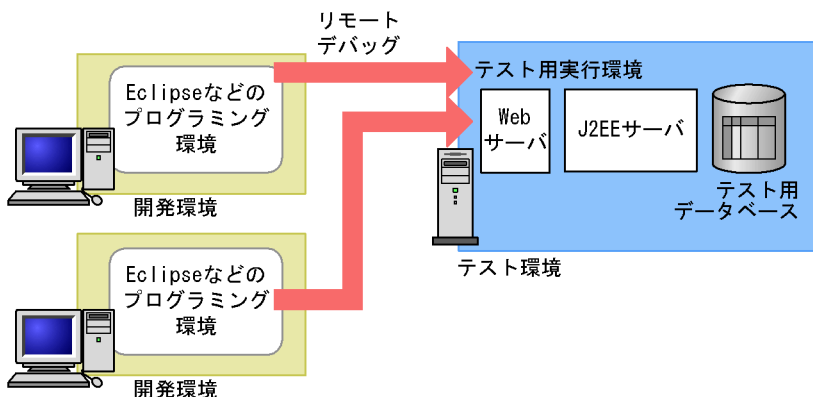 リモート
デバッグ
Eclipseなどの
プログラミング
環境
開発環境
テスト用実行環境
Web
サーバ
J2EEサーバ
テスト用
データベース
テスト環境
Eclipseなどの
プログラミング
環境
開発環境